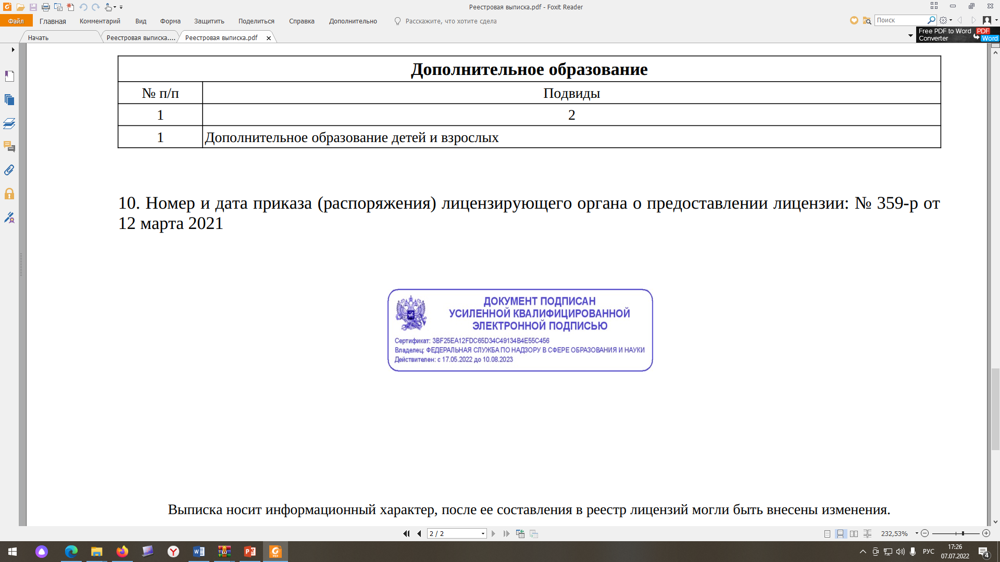 Реестровая выписка.pdf - Foxit Reader
Файл Главная Комментарий Вид Форма Защитить Поделиться Справка Дополнительно Расскажите, что хотите сдела Поиск
Начать Реестровая выписка.... Реестровая выписка.pdf Free PDF to Word Converter PDF Word
Дополнительное образование
№ п/п Подвиды
1 2
1 Дополнительное образование детей и взрослых
10. Номер и дата приказа (распоряжения) лицензирующего органа о предоставлении лицензии: № 359-р от
12 марта 2021
ДОКУМЕНТ ПОДПИСАН
УСИЛЕННОЙ КВАЛИФИЦИРОВАННОЙ
ЭЛЕКТРОННОЙ ПОДПИСЬЮ
Сертификат: 3BF25EA12FDC65D34C49134B4E55C456
Владелец: ФЕДЕРАЛЬНАЯ СЛУЖБА ПО НАДЗОРУ В СФЕРЕ ОБРАЗОВАНИЯ И НАУКИ
Действителен: с 17.05.2022 до 10.08.2023
Выписка носит информационный характер, после ее составления в реестр лицензий могли быть внесены изменения.
2 / 2 232,53%
РУС 17:26
07.07.2022 4